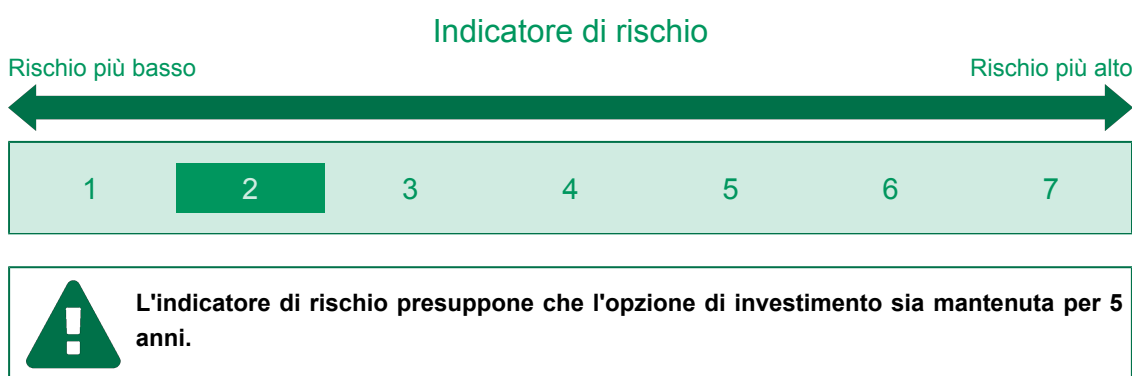 Indicatore di rischio
Rischio più basso Rischio più alto
1 2 3 4 5 6 7
L'indicatore di rischio presuppone che l'opzione di investimento sia mantenuta per 5
anni.